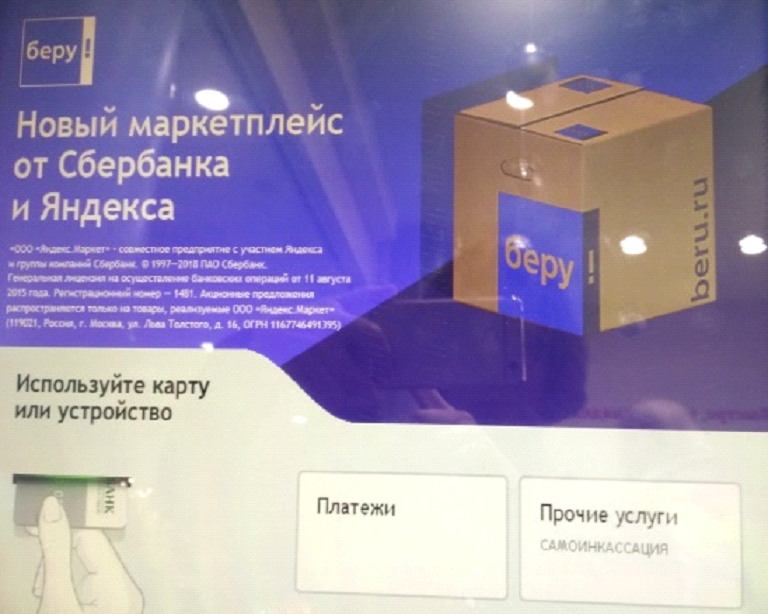 беру!
Новый маркетплейс
от Сбербанка
и Яндекса
«ООО «Яндекс.Маркет» - совместное предприятие с участием Яндекса
и группы компаний Сбербанк. © 1997—2018 ПАО Сбербанк.
Генеральная лицензия на осуществление банковских операций от 11 августа
2015 года. Регистрационный номер — 1481. Акционные предложения
распространяются только на товары, реализуемые ООО «Яндекс.Маркет»
(119021, Россия, г. Москва, ул. Льва Толстого, д. 16, ОГРН 1167746491395)
беру!
beru.ru
Используйте карту
или устройство
Платежи
Прочие услуги
САМОИНКАССАЦИЯ